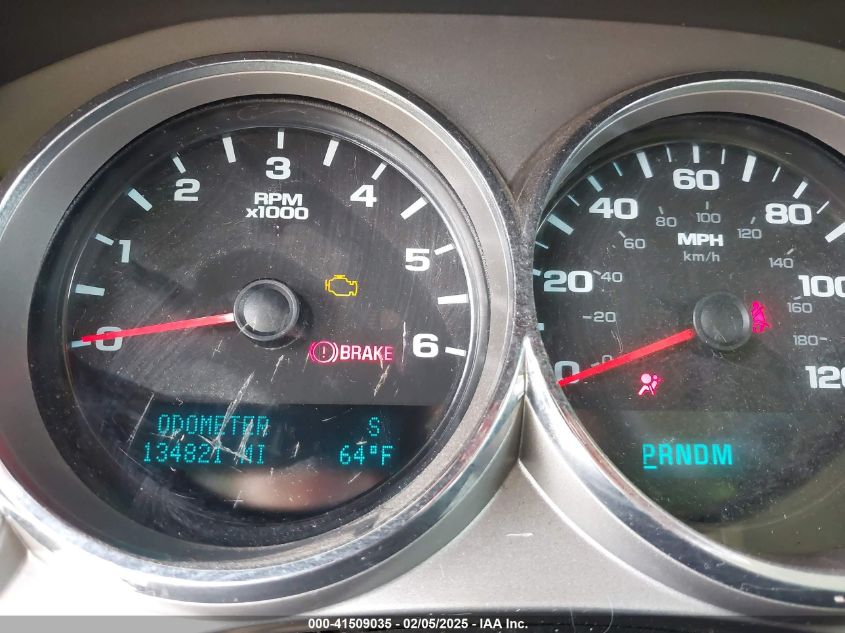 0 1 2 3 4 5 6
RPM
x1000
BRAKE
ODOMETER S
134821 MI 64°F
0 20 40 60 80 100 120
0 20 40 60 80 100 120 140 160 180
MPH
km/h
PRNDM
000-41509035 - 02/05/2025 - IAA Inc.